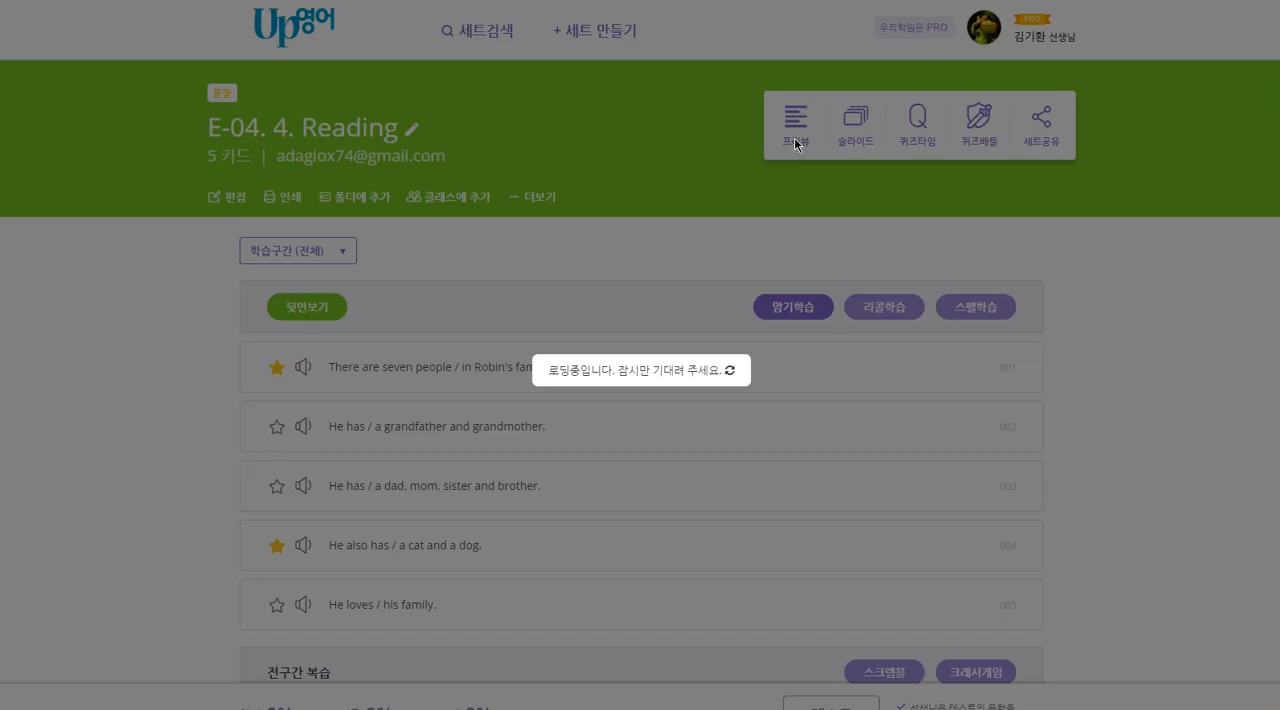 Up영어
세트검색
+ 세트 만들기
우리학원은 PRO
PRO
김기환 선생님
문장
E-04. 4. Reading
5 카드 | adagiox74@gmail.com
슬라이드
퀴즈타임
퀴즈배틀
세트공유
편집
인쇄
폴더에 추가
클래스에 추가
더보기
학습구간 (전체)
뒷면보기
암기학습
리콜학습
스펠학습
There are seven people / in Robin's
001
로딩중입니다. 잠시만 기다려 주세요.
He has / a grandfather and grandmother.
002
He has / a dad, mom, sister and brother.
003
He also has / a cat and a dog.
004
He loves / his family.
005
전구간 복습
스크램블
크래시게임